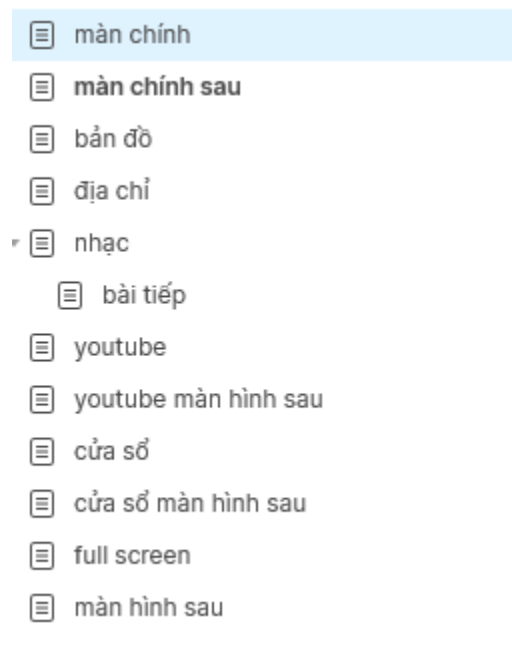 màn chính
màn chính sau
bản đồ
địa chỉ
nhạc
bài tiếp
youtube
youtube màn hình sau
cửa sổ
cửa sổ màn hình sau
full screen
màn hình sau